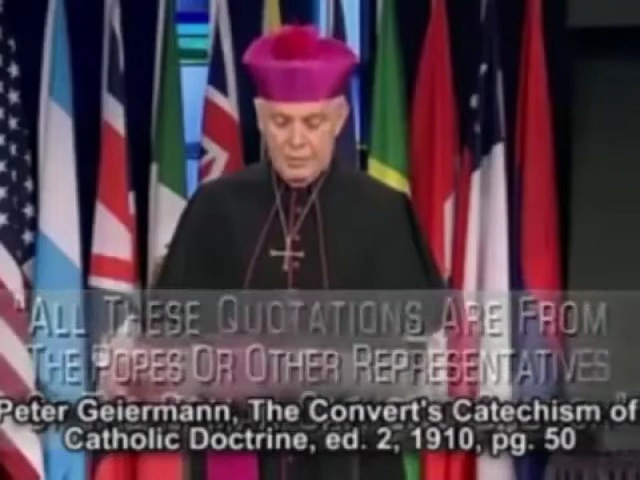 "ALL THESE QUOTATIONS ARE FROM
THE POPES OR OTHER REPRESENTATIVES
Peter Geiermann, The Convert's Catechism of
Catholic Doctrine, ed. 2, 1910, pg. 50